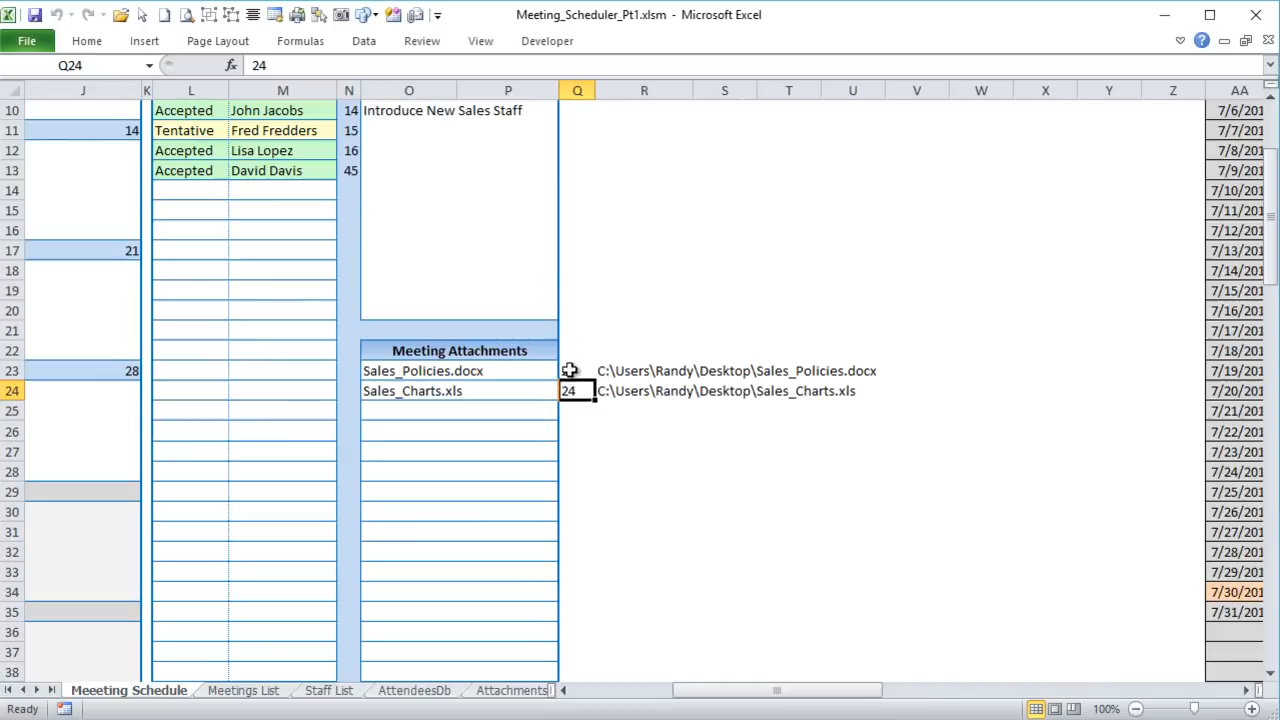 Meeting_Scheduler_Pt1.xlsm - Microsoft Excel
File Home Insert Page Layout Formulas Data Review View Developer
Q24 fx 24
J K L M N O P Q R S T U V W X Y Z AA
10 Accepted John Jacobs 14 Introduce New Sales Staff 7/6/201
11 14 Tentative Fred Fredders 15 7/7/201
12 Accepted Lisa Lopez 16 7/8/201
13 Accepted David Davis 45 7/9/201
14 7/10/201
15 7/11/201
16 7/12/201
17 21 7/13/201
18 7/14/201
19 7/15/201
20 7/16/201
21 7/17/201
22 Meeting Attachments 7/18/201
23 28 Sales_Policies.docx C:\Users\Randy\Desktop\Sales_Policies.docx 7/19/201
24 Sales_Charts.xls 24 C:\Users\Randy\Desktop\Sales_Charts.xls 7/20/201
25 7/21/201
26 7/22/201
27 7/23/201
28 7/24/201
29 7/25/201
30 7/26/201
31 7/27/201
32 7/28/201
33 7/29/201
34 7/30/201
35 7/31/201
36
37
38
Meeeting Schedule Meetings List Staff List AttendeesDb Attachments
Ready 100%